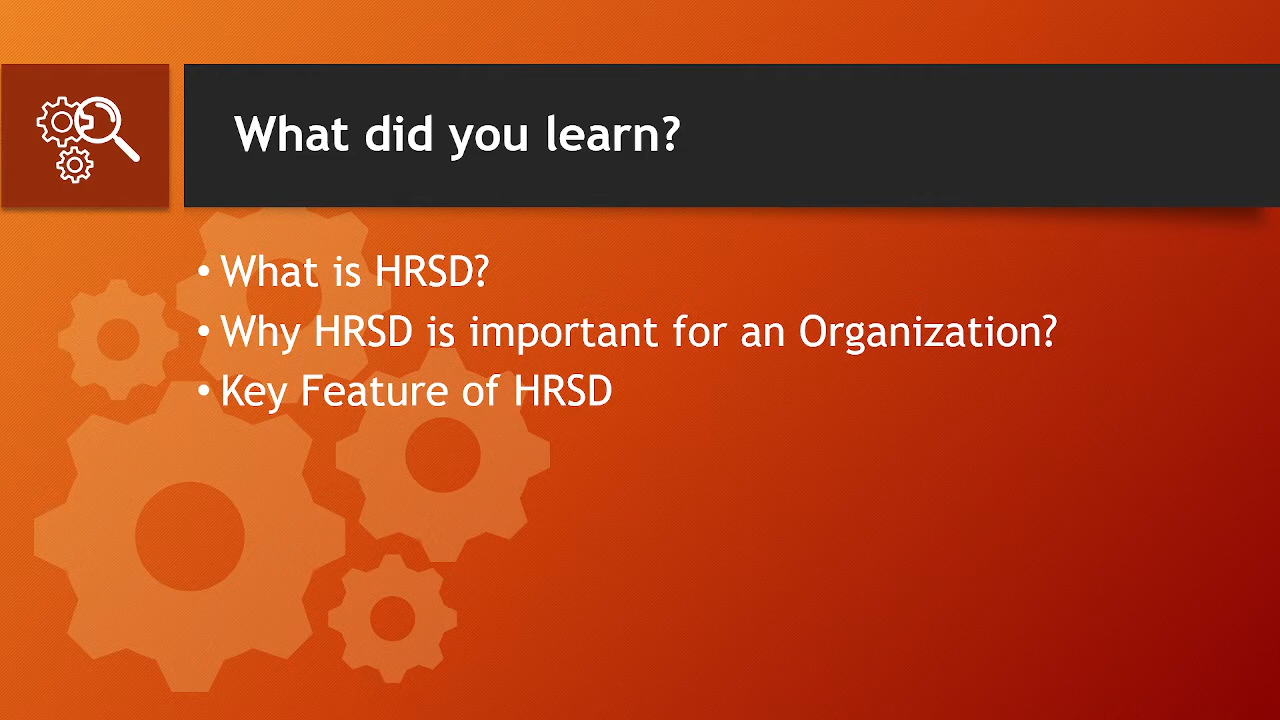 What did you learn?
• What is HRSD?
• Why HRSD is important for an Organization?
• Key Feature of HRSD